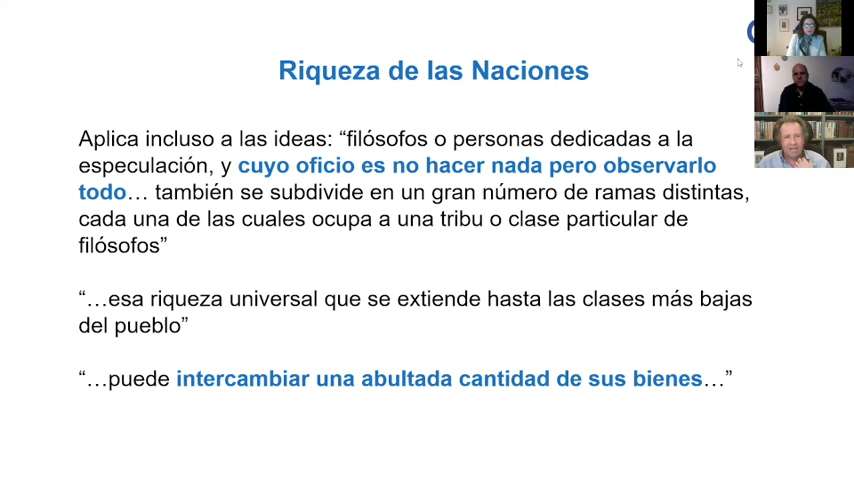 Riqueza de las Naciones
Aplica incluso a las ideas: “filósofos o personas dedicadas a la
especulación, y cuyo oficio es no hacer nada pero observarlo
todo… también se subdivide en un gran número de ramas distintas,
cada una de las cuales ocupa a una tribu o clase particular de
filósofos”
“…esa riqueza universal que se extiende hasta las clases más bajas
del pueblo”
“…puede intercambiar una abultada cantidad de sus bienes…”